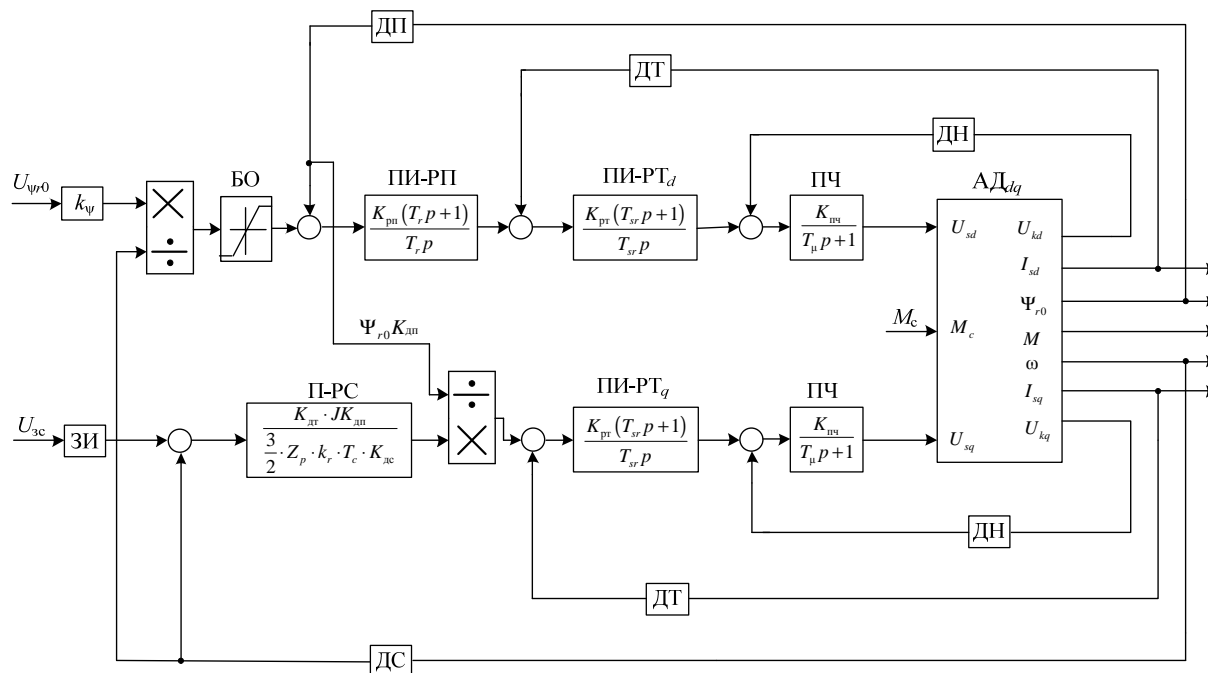 ДП
ДТ
ДН
U_ψr0
k_ψ
×
÷
БО
ПИ-РП
K_рп (T_r p + 1)
T_r p
ПИ-РТ_d
K_рт (T_sr p + 1)
T_sr p
ПЧ
K_пч
T_μ p + 1
АД_dq
U_sd
U_kd
I_sd
Ψ_r0
M_с
M_c
M
ω
I_sq
U_kq
U_sq
Ψ_r0 K_дп
÷
×
U_зс
ЗИ
П-РС
K_дт · J K_дп
3/2 · Z_p · k_r · T_c · K_дс
ПИ-РТ_q
K_рт (T_sr p + 1)
T_sr p
ПЧ
K_пч
T_μ p + 1
ДН
ДТ
ДС